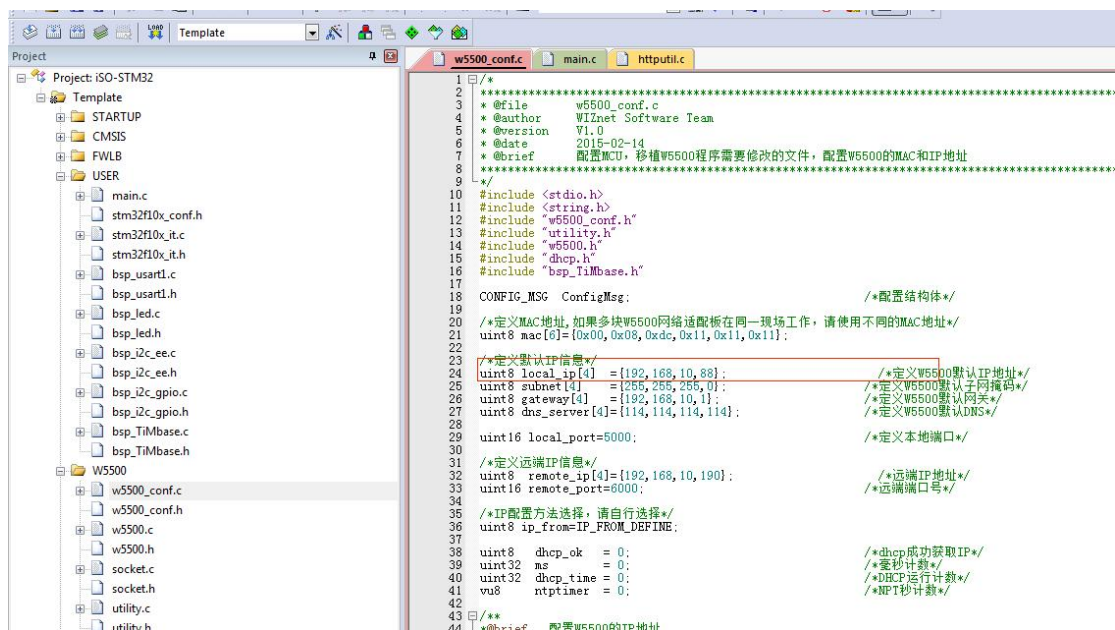 Template
Project
Project: iSO-STM32
Template
STARTUP
CMSIS
FWLB
USER
main.c
stm32f10x_conf.h
stm32f10x_it.c
stm32f10x_it.h
bsp_usart1.c
bsp_usart1.h
bsp_led.c
bsp_led.h
bsp_i2c_ee.c
bsp_i2c_ee.h
bsp_i2c_gpio.c
bsp_i2c_gpio.h
bsp_TiMbase.c
bsp_TiMbase.h
W5500
w5500_conf.c
w5500_conf.h
w5500.c
w5500.h
socket.c
socket.h
utility.c
utility.h
w5500_conf.c main.c httputil.c
1 /*
2 ****************************************************************************************
3 * @file w5500_conf.c
4 * @author WIZnet Software Team
5 * @version V1.0
6 * @date 2015-02-14
7 * @brief 配置MCU，移植W5500程序需要修改的文件，配置W5500的MAC和IP地址
8 ****************************************************************************************
9 */
10 #include <stdio.h>
11 #include <string.h>
12 #include "w5500_conf.h"
13 #include "utility.h"
14 #include "w5500.h"
15 #include "dhcp.h"
16 #include "bsp_TiMbase.h"
17
18 CONFIG_MSG ConfigMsg; /*配置结构体*/
19
20 /*定义MAC地址,如果多块W5500网络适配板在同一现场工作，请使用不同的MAC地址*/
21 uint8 mac[6]={0x00,0x08,0xdc,0x11,0x11,0x11};
22
23 /*定义默认IP信息*/
24 uint8 local_ip[4] ={192,168,10,88}; /*定义W5500默认IP地址*/
25 uint8 subnet[4] ={255,255,255,0}; /*定义W5500默认子网掩码*/
26 uint8 gateway[4] ={192,168,10,1}; /*定义W5500默认网关*/
27 uint8 dns_server[4]={114,114,114,114}; /*定义W5500默认DNS*/
28
29 uint16 local_port=5000; /*定义本地端口*/
30
31 /*定义远端IP信息*/
32 uint8 remote_ip[4]={192,168,10,190}; /*远端IP地址*/
33 uint16 remote_port=6000; /*远端端口号*/
34
35 /*IP配置方法选择，请自行选择*/
36 uint8 ip_from=IP_FROM_DEFINE;
37
38 uint8 dhcp_ok = 0; /*dhcp成功获取IP*/
39 uint32 ms = 0; /*毫秒计数*/
40 uint32 dhcp_time = 0; /*DHCP运行计数*/
41 vu8 ntptimer = 0; /*NPT秒计数*/
42
43 /**
44 *@brief 配置W5500的IP地址